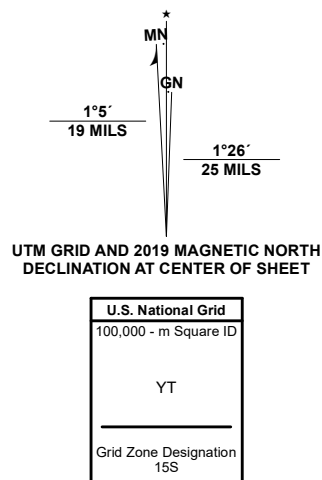 ★
MN
GN
1°5´
19 MILS
1°26´
25 MILS
UTM GRID AND 2019 MAGNETIC NORTH
DECLINATION AT CENTER OF SHEET
U.S. National Grid
100,000 - m Square ID
YT
Grid Zone Designation
15S